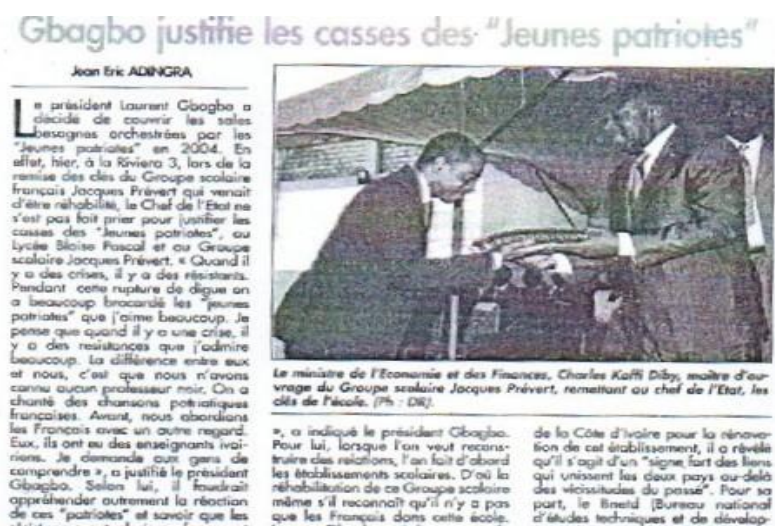 Gbagbo justifie les casses des "Jeunes patriotes"
Jean Eric ADINGRA
Le président Laurent Gbagbo a
décidé de couvrir les sales
besognes orchestrées par les
"Jeunes patriotes" en 2004. En
effet, hier, à la Riviera 3, lors de la
remise des clés du Groupe scolaire
français Jacques Prévert qui venait
d'être réhabilité, le Chef de l'Etat ne
s'est pas fait prier pour justifier les
casses des "Jeunes patriotes", au
Lycée Blaise Pascal et au Groupe
scolaire Jacques Prévert. « Quand il
y a des crises, il y a des résistants.
Pendant cette rupture de digue on
a beaucoup brocardé les "jeunes
patriotes" que j'aime beaucoup. Je
pense que quand il y a une crise, il
y a des resistances que j'admire
beaucoup. La différence entre eux
et nous, c'est que nous n'avons
connu aucun professeur noir. On a
chanté des chansons patriotiques
françaises. Avant, nous abordions
les Français avec un autre regard.
Eux, ils ont eu des enseignants ivoi-
riens. Je demande aux gens de
comprendre », a justifié le président
Gbagbo. Selon lui, il faudrait
appréhender autrement la réaction
de ces "patriotes" et savoir que les
Le ministre de l'Economie et des Finances, Charles Koffi Diby, maître d'ou-
vrage du Groupe scolaire Jacques Prévert, remettant au chef de l'Etat, les
clés de l'école. (Ph : DR).
», a indiqué le président Gbagbo.
Pour lui, lorsque l'on veut recons-
truire des relations, l'on fait d'abord
les établissements scolaires. D'où la
réhabilitation de ce Groupe scolaire
même s'il reconnaît qu'il n'y a pas
que les Français dans cette école.
de la Côte d'Ivoire pour la rénova-
tion de cet établissement, il a révélé
qu'il s'agit d'un "signe fort des liens
qui unissent les deux pays au-delà
des vicissitudes du passé". Pour sa
part, le Bnetd (Bureau national
d'études techniques et de dévelop-